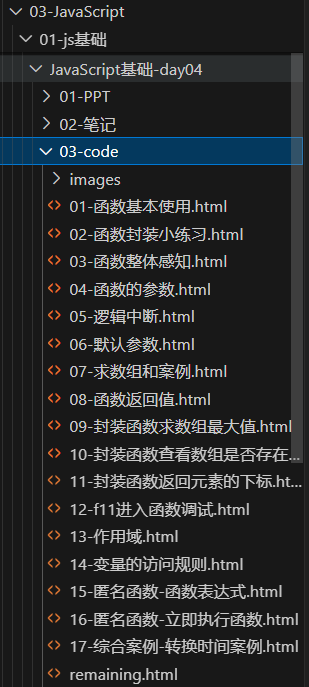 03-JavaScript
01-js基础
JavaScript基础-day04
01-PPT
02-笔记
03-code
images
01-函数基本使用.html
02-函数封装小练习.html
03-函数整体感知.html
04-函数的参数.html
05-逻辑中断.html
06-默认参数.html
07-求数组和案例.html
08-函数返回值.html
09-封装函数求数组最大值.html
10-封装函数查看数组是否存在...
11-封装函数返回元素的下标.ht...
12-f11进入函数调试.html
13-作用域.html
14-变量的访问规则.html
15-匿名函数-函数表达式.html
16-匿名函数-立即执行函数.html
17-综合案例-转换时间案例.html
remaining.html